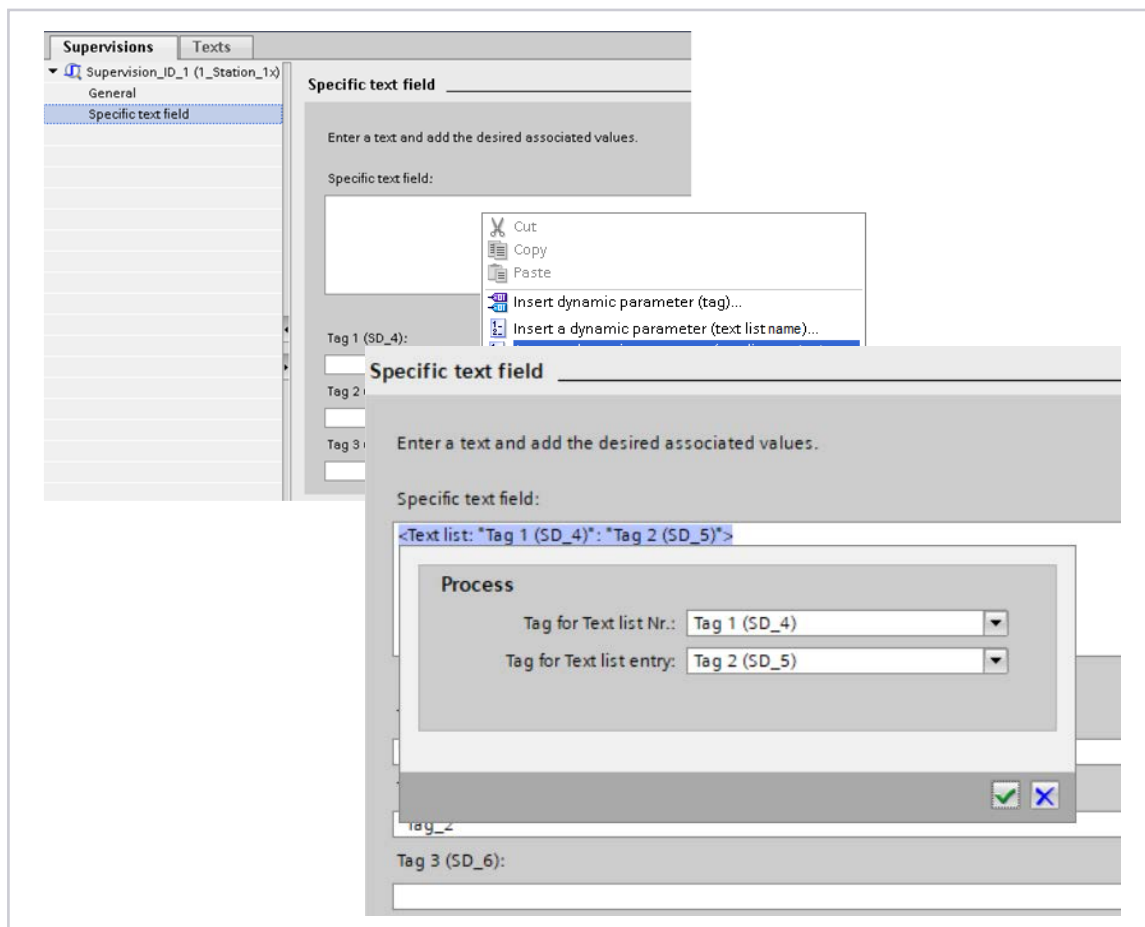 Supervisions Texts
Supervision_ID_1 (1_Station_1x)
General
Specific text field
Specific text field
Enter a text and add the desired associated values.
Specific text field:
Cut
Copy
Paste
Insert dynamic parameter (tag)...
Insert a dynamic parameter (text list name)...
Tag 1 (SD_4):
Tag 2
Tag 3
Specific text field
Enter a text and add the desired associated values.
Specific text field:
<Text list: "Tag 1 (SD_4)": "Tag 2 (SD_5)">
Process
Tag for Text list Nr.: Tag 1 (SD_4)
Tag for Text list entry: Tag 2 (SD_5)
Tag_2
Tag 3 (SD_6):